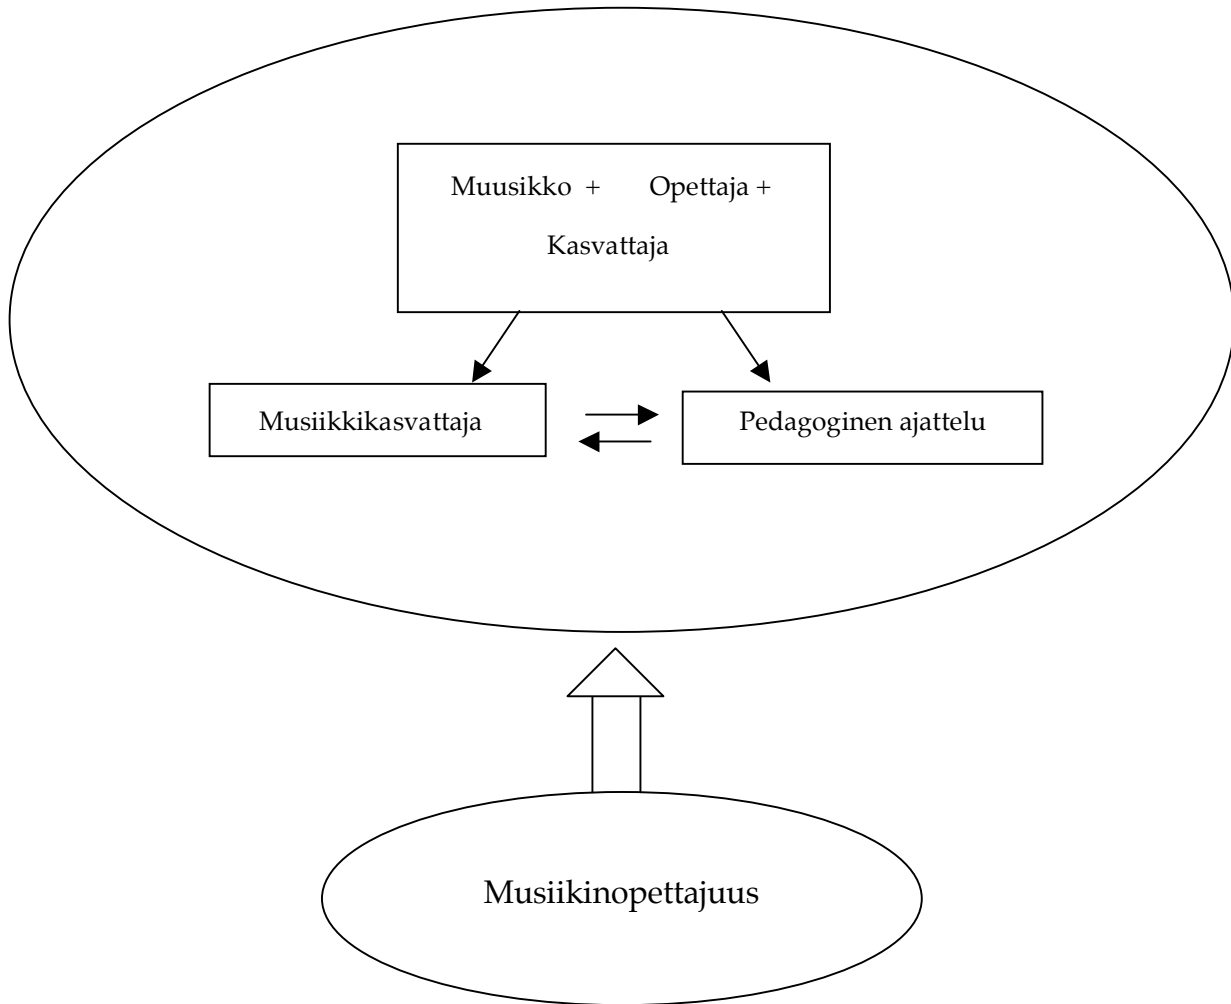 Muusikko + Opettaja +
Kasvattaja
Musiikkikasvattaja
Pedagoginen ajattelu
Musiikinopettajuus